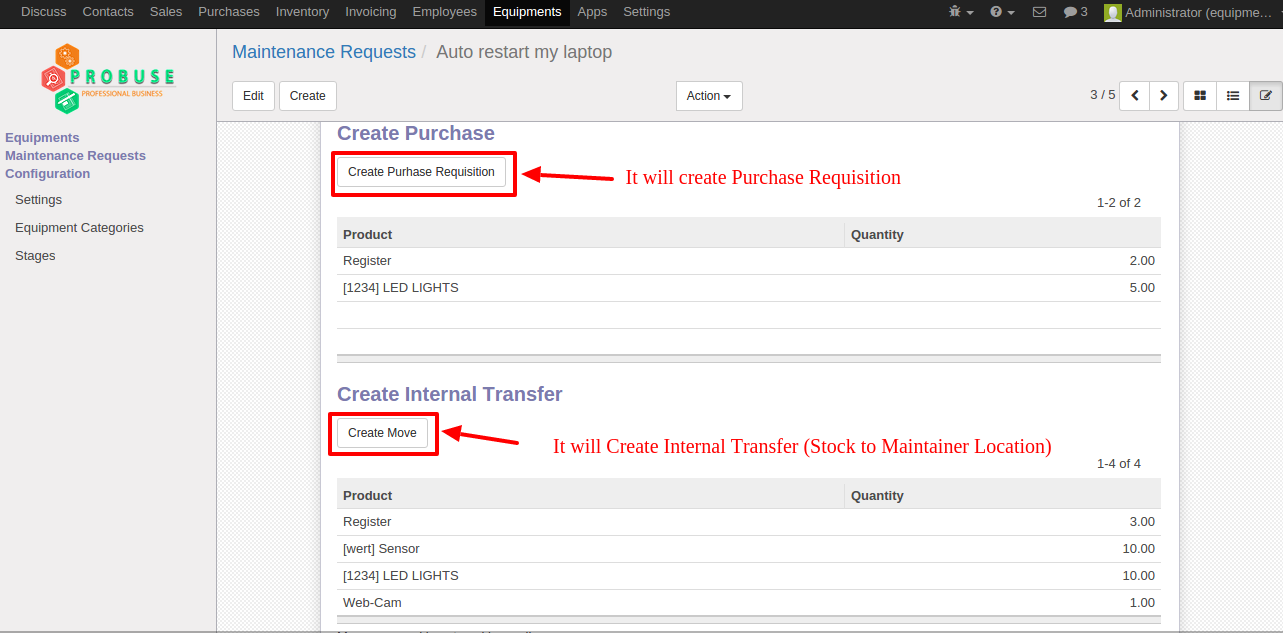 Discuss Contacts Sales Purchases Inventory Invoicing Employees Equipments Apps Settings 3 Administrator (equipme...
Maintenance Requests / Auto restart my laptop
PROBUSE
PROFESSIONAL BUSINESS
Edit Create Action 3 / 5
Equipments
Maintenance Requests
Configuration
Settings
Equipment Categories
Stages
Create Purchase
Create Purhase Requisition
It will create Purchase Requisition
1-2 of 2
Product Quantity
Register 2.00
[1234] LED LIGHTS 5.00
Create Internal Transfer
Create Move
It will Create Internal Transfer (Stock to Maintainer Location)
1-4 of 4
Product Quantity
Register 3.00
[wert] Sensor 10.00
[1234] LED LIGHTS 10.00
Web-Cam 1.00